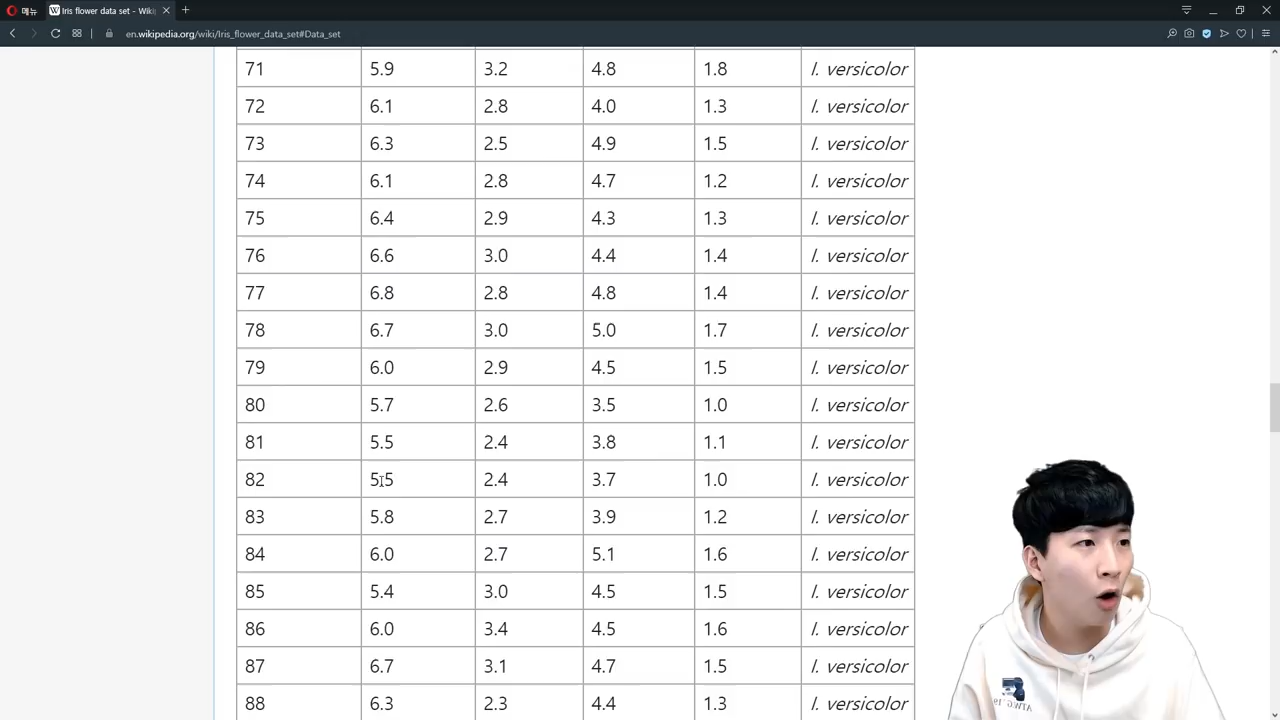 메뉴 Iris flower data set - Wiki
en.wikipedia.org/wiki/Iris_flower_data_set#Data_set
71 5.9 3.2 4.8 1.8 I. versicolor
72 6.1 2.8 4.0 1.3 I. versicolor
73 6.3 2.5 4.9 1.5 I. versicolor
74 6.1 2.8 4.7 1.2 I. versicolor
75 6.4 2.9 4.3 1.3 I. versicolor
76 6.6 3.0 4.4 1.4 I. versicolor
77 6.8 2.8 4.8 1.4 I. versicolor
78 6.7 3.0 5.0 1.7 I. versicolor
79 6.0 2.9 4.5 1.5 I. versicolor
80 5.7 2.6 3.5 1.0 I. versicolor
81 5.5 2.4 3.8 1.1 I. versicolor
82 5.5 2.4 3.7 1.0 I. versicolor
83 5.8 2.7 3.9 1.2 I. versicolor
84 6.0 2.7 5.1 1.6 I. versicolor
85 5.4 3.0 4.5 1.5 I. versicolor
86 6.0 3.4 4.5 1.6 I. versicolor
87 6.7 3.1 4.7 1.5 I. versicolor
88 6.3 2.3 4.4 1.3 I. versicolor